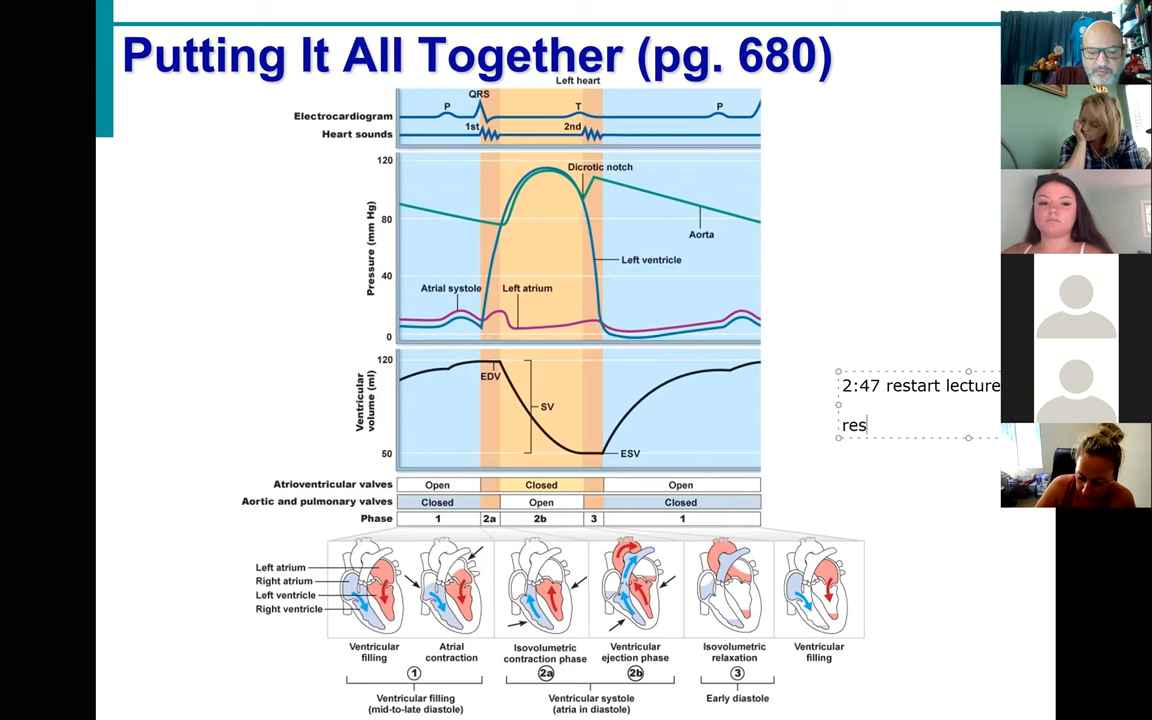 Putting It All Together (pg. 680)
Left heart
QRS
P
T
P
Electrocardiogram
1st
2nd
Heart sounds
120
Dicrotic notch
80
Pressure (mm Hg)
Aorta
Left ventricle
40
Atrial systole
Left atrium
0
120
EDV
Ventricular
volume (ml)
SV
50
ESV
2:47 restart lecture
res
Atrioventricular valves Open Closed Open
Aortic and pulmonary valves Closed Open Closed
Phase 1 2a 2b 3 1
Left atrium
Right atrium
Left ventricle
Right ventricle
Ventricular
filling
Atrial
contraction
Isovolumetric
contraction phase
Ventricular
ejection phase
Isovolumetric
relaxation
Ventricular
filling
1
2a
2b
3
Ventricular filling
(mid-to-late diastole)
Ventricular systole
(atria in diastole)
Early diastole